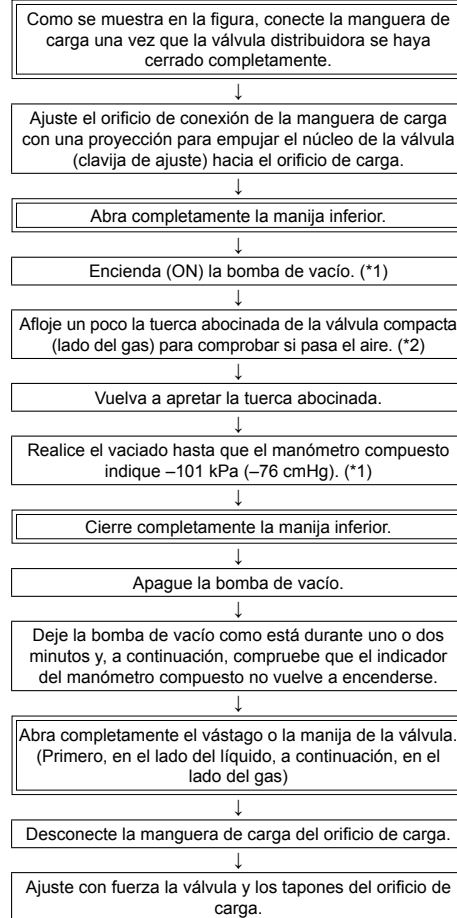 Como se muestra en la figura, conecte la manguera de
carga una vez que la válvula distribuidora se haya
cerrado completamente.
↓
Ajuste el orificio de conexión de la manguera de carga
con una proyección para empujar el núcleo de la válvula
(clavija de ajuste) hacia el orificio de carga.
↓
Abra completamente la manija inferior.
↓
Encienda (ON) la bomba de vacío. (*1)
↓
Afloje un poco la tuerca abocinada de la válvula compacta
(lado del gas) para comprobar si pasa el aire. (*2)
↓
Vuelva a apretar la tuerca abocinada.
↓
Realice el vaciado hasta que el manómetro compuesto
indique –101 kPa (–76 cmHg). (*1)
↓
Cierre completamente la manija inferior.
↓
Apague la bomba de vacío.
↓
Deje la bomba de vacío como está durante uno o dos
minutos y, a continuación, compruebe que el indicador
del manómetro compuesto no vuelve a encenderse.
↓
Abra completamente el vástago o la manija de la válvula.
(Primero, en el lado del líquido, a continuación, en el
lado del gas)
↓
Desconecte la manguera de carga del orificio de carga.
↓
Ajuste con fuerza la válvula y los tapones del orificio de
carga.